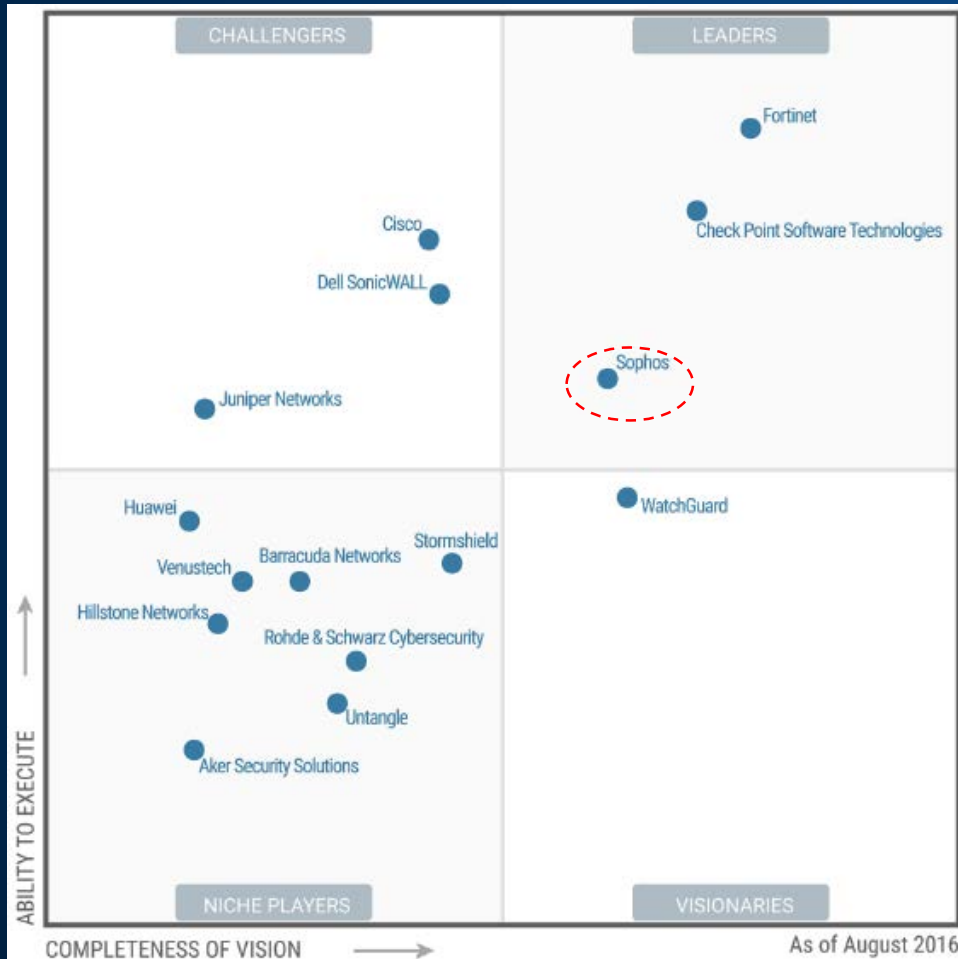 CHALLENGERS
LEADERS
Fortinet
Cisco
Check Point Software Technologies
Dell SonicWALL
Sophos
Juniper Networks
Huawei
WatchGuard
Stormshield
Barracuda Networks
Venustech
Hillstone Networks
Rohde & Schwarz Cybersecurity
Untangle
Aker Security Solutions
ABILITY TO EXECUTE
NICHE PLAYERS
VISIONARIES
COMPLETENESS OF VISION
As of August 2016